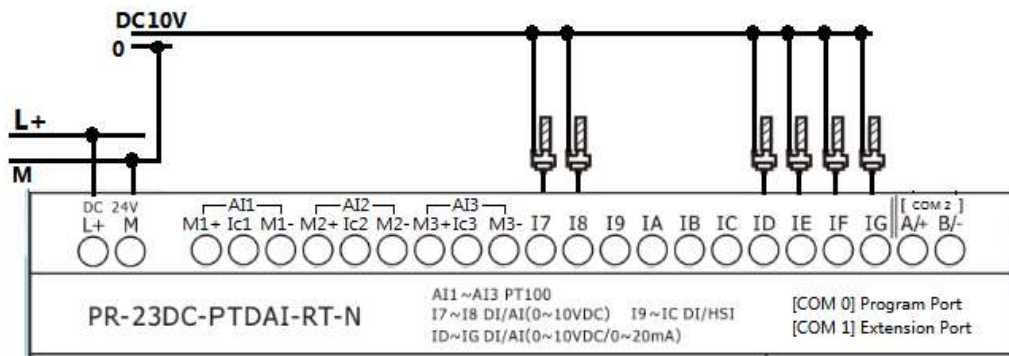 DC10V
0
L+
M
DC 24V
L+ M
AI1 AI2 AI3
M1+ Ic1 M1- M2+ Ic2 M2- M3+ Ic3 M3- I7 I8 I9 IA IB IC ID IE IF IG
[ COM 2 ]
A/+ B/-
PR-23DC-PTDAI-RT-N
AI1~AI3 PT100
I7~I8 DI/AI(0~10VDC) I9~IC DI/HSI
ID~IG DI/AI(0~10VDC/0~20mA)
[COM 0] Program Port
[COM 1] Extension Port